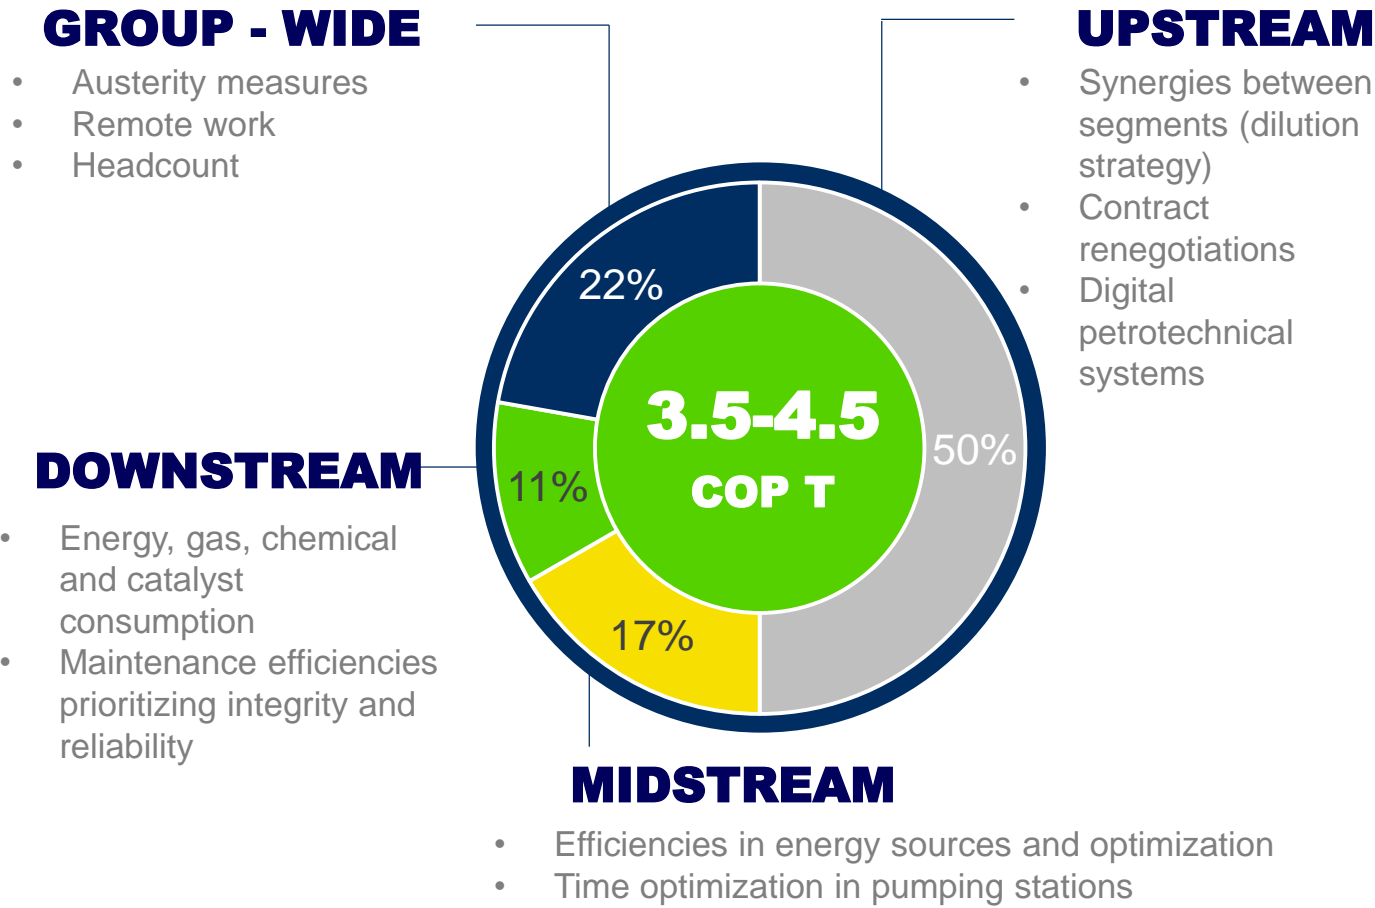 GROUP - WIDE
• Austerity measures
• Remote work
• Headcount
UPSTREAM
• Synergies between
segments (dilution
strategy)
• Contract
renegotiations
• Digital
petrotechnical
systems
22%
50%
11%
17%
3.5-4.5
COP T
DOWNSTREAM
• Energy, gas, chemical
and catalyst
consumption
• Maintenance efficiencies
prioritizing integrity and
reliability
MIDSTREAM
• Efficiencies in energy sources and optimization
• Time optimization in pumping stations